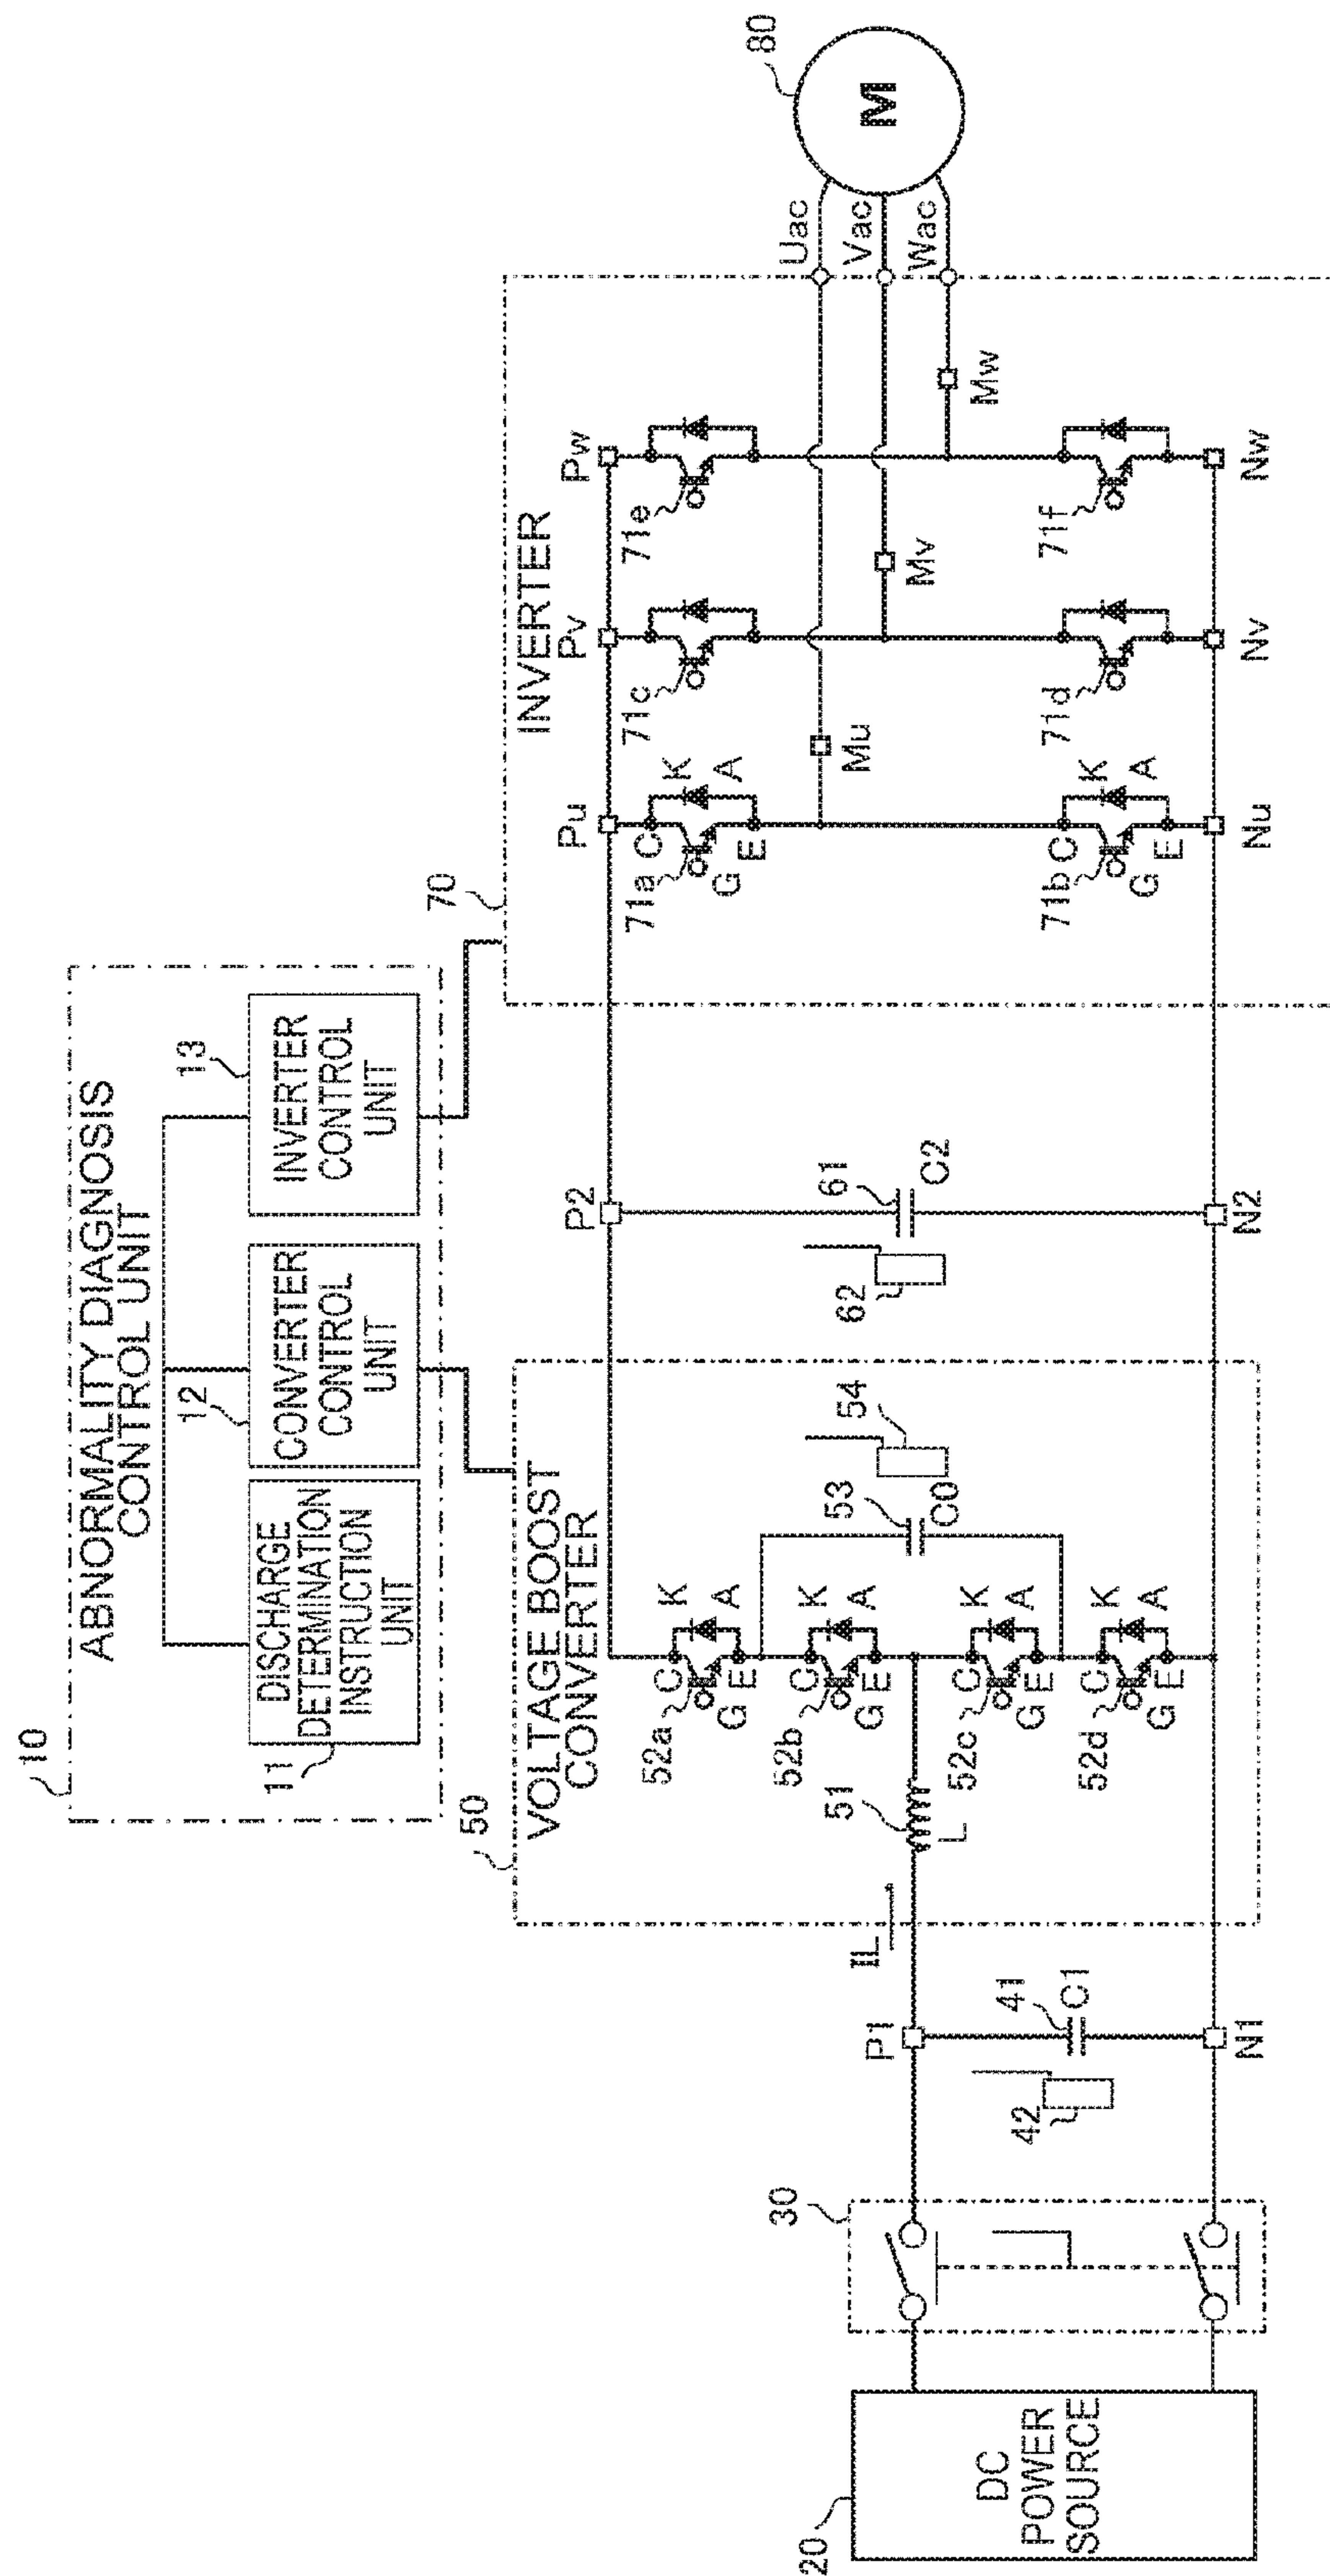 10
ABNORMALITY DIAGNOSIS
CONTROL UNIT
11
DISCHARGE
DETERMINATION
INSTRUCTION
UNIT
12
CONVERTER
CONTROL
UNIT
13
INVERTER
CONTROL
UNIT
20
DC
POWER
SOURCE
30
42
41
C1
P1
N1
IL
50
VOLTAGE BOOST
CONVERTER
51
L
52a
C
K
G
E
A
52b
C
K
G
E
A
52c
C
K
G
E
A
52d
C
K
G
E
A
53
C0
54
P2
62
61
C2
N2
70
INVERTER
Pu
Pv
Pw
71a
C
K
G
E
A
71c
71e
Mu
Mv
Mw
71b
C
K
G
E
A
71d
71f
Nu
Nv
Nw
Uac
Vac
Wac
80
M